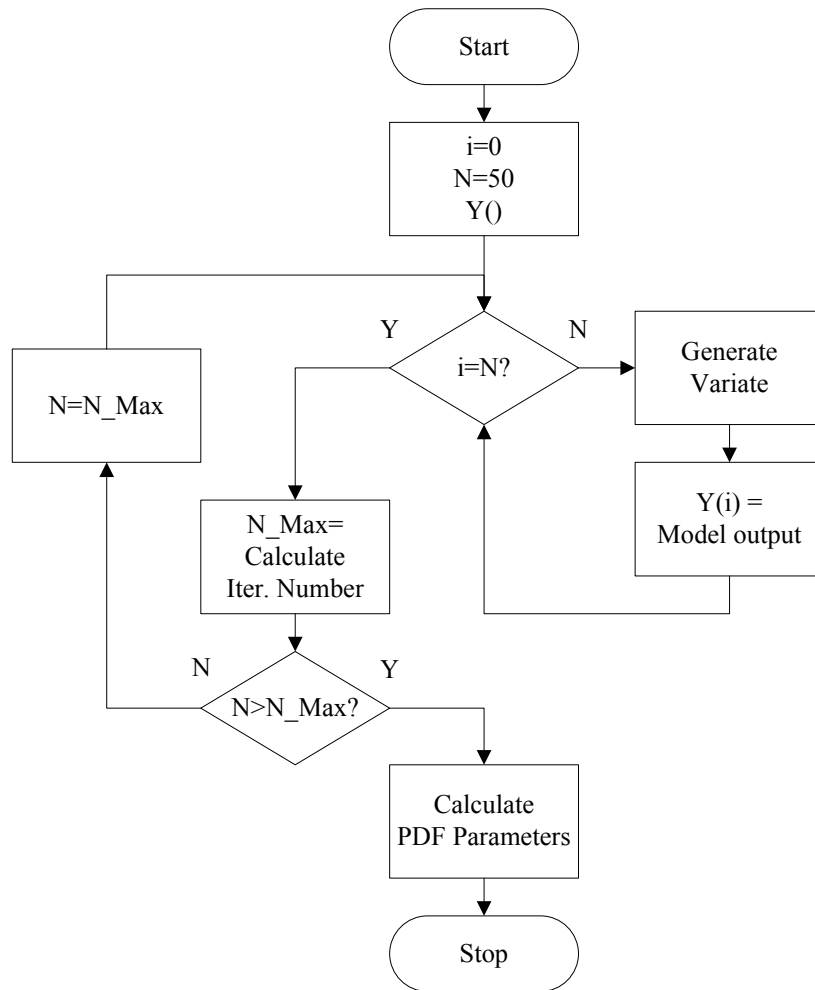 Start
i=0
N=50
Y()
Y
N
i=N?
Generate
Variate
N=N_Max
Y(i) =
Model output
N_Max=
Calculate
Iter. Number
N
Y
N>N_Max?
Calculate
PDF Parameters
Stop